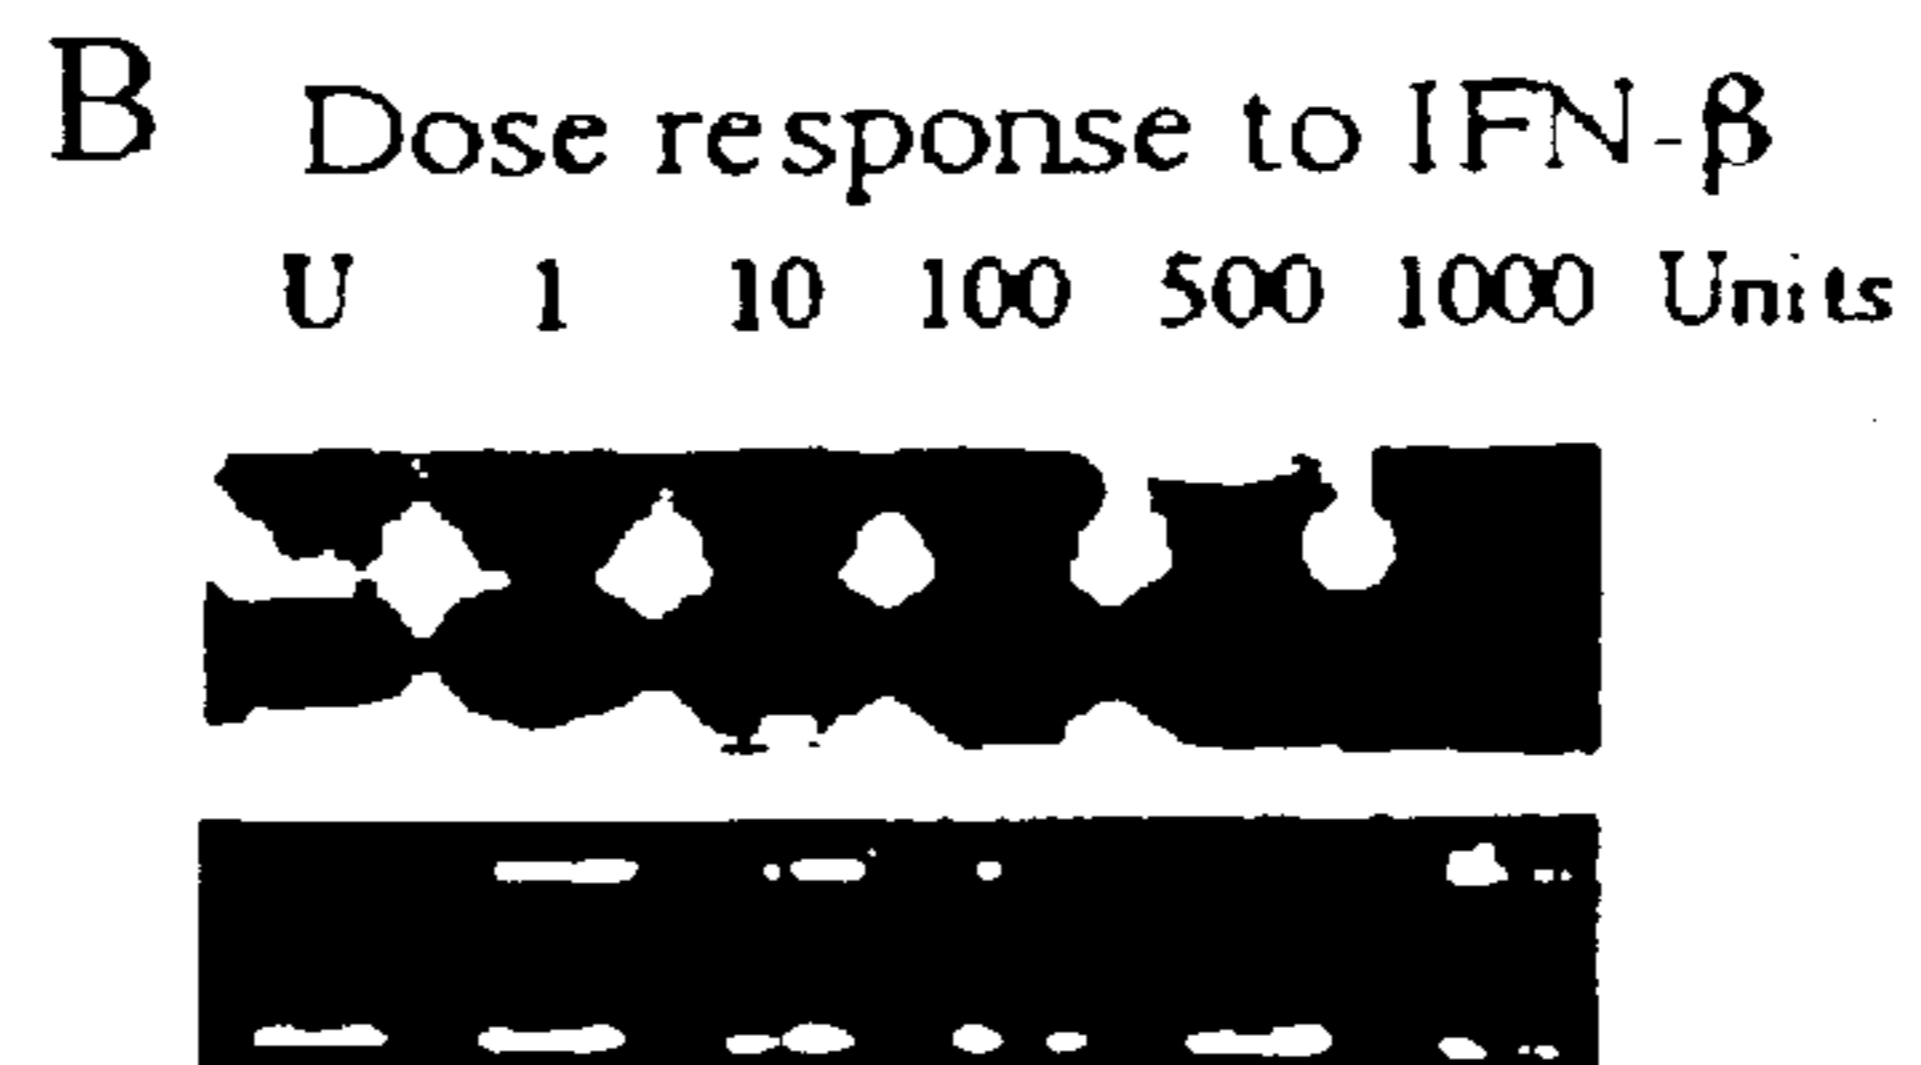 B Dose response to IFN-β
U 1 10 100 500 1000 Units